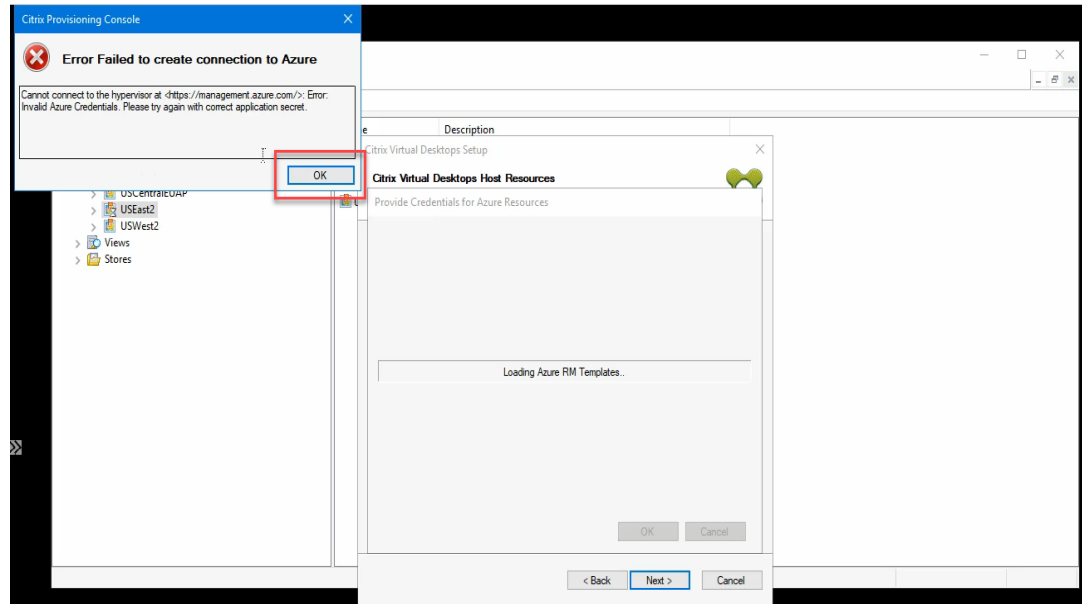 Citrix Provisioning Console
Error Failed to create connection to Azure
Cannot connect to the hypervisor at <https://management.azure.com/>: Error:
Invalid Azure Credentials. Please try again with correct application secret.
OK
Description
Citrix Virtual Desktops Setup
Citrix Virtual Desktops Host Resources
Provide Credentials for Azure Resources
USCentralEUAP
USEast2
USWest2
Views
Stores
Loading Azure RM Templates..
OK Cancel
< Back Next > Cancel